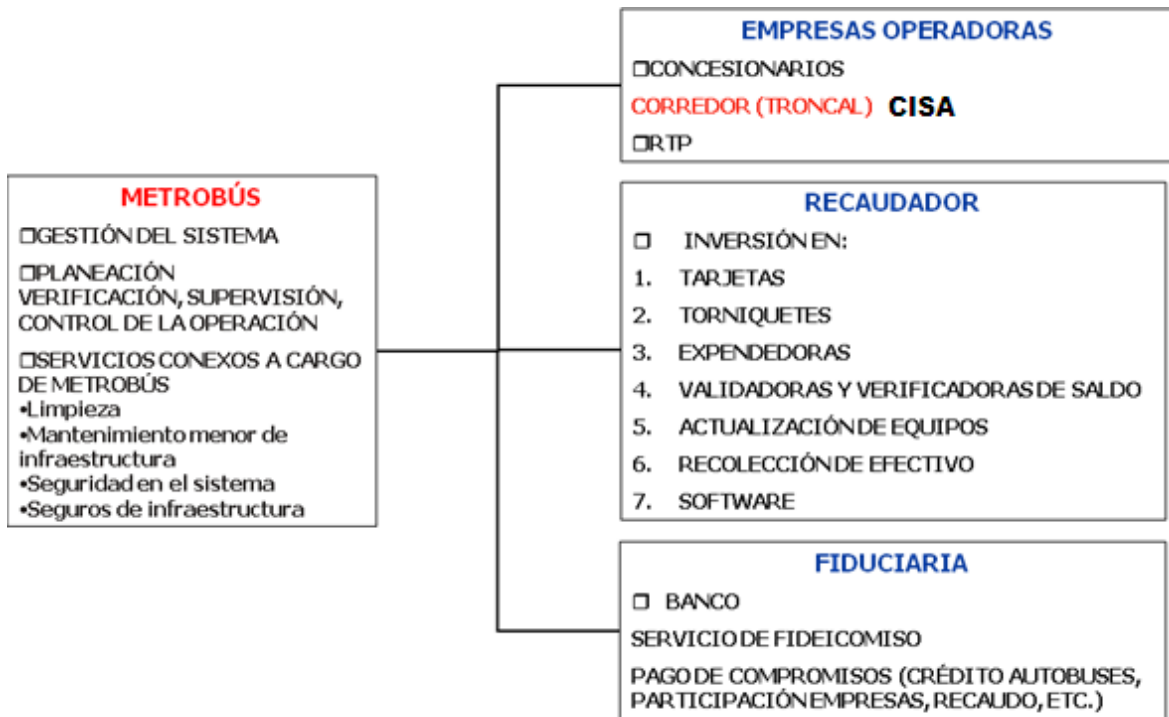 METROBÚS
❒GESTIÓN DEL SISTEMA
❒PLANEACIÓN
VERIFICACIÓN, SUPERVISIÓN,
CONTROL DE LA OPERACIÓN
❒SERVICIOS CONEXOS A CARGO
DE METROBÚS
•Limpieza
•Mantenimiento menor de
infraestructura
•Seguridad en el sistema
•Seguros de infraestructura
EMPRESAS OPERADORAS
❒CONCESIONARIOS
CORREDOR (TRONCAL) CISA
❒RTP
RECAUDADOR
❒ INVERSIÓN EN:
1. TARJETAS
2. TORNIQUETES
3. EXPENDEDORAS
4. VALIDADORAS Y VERIFICADORAS DE SALDO
5. ACTUALIZACIÓN DE EQUIPOS
6. RECOLECCIÓN DE EFECTIVO
7. SOFTWARE
FIDUCIARIA
❒ BANCO
SERVICIO DE FIDEICOMISO
PAGO DE COMPROMISOS (CRÉDITO AUTOBUSES,
PARTICIPACIÓN EMPRESAS, RECAUDO, ETC.)